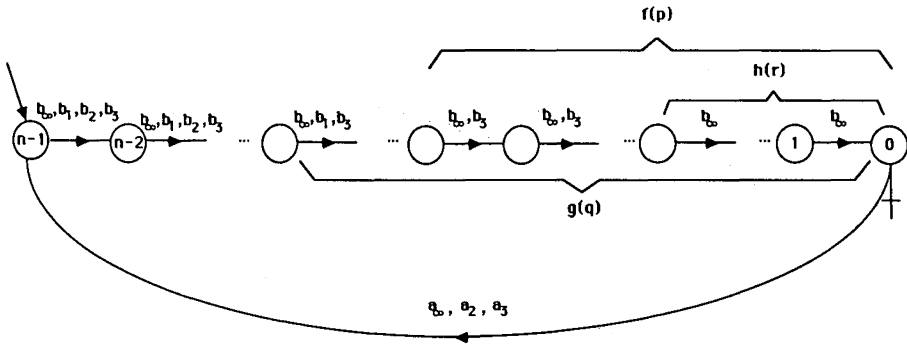 f(p)
h(r)
b∞,b₁,b₂,b₃ b∞,b₁,b₂,b₃ b∞,b₁,b₃ b∞,b₃ b∞,b₃ b∞ b∞
n-1 n-2 ... ... ... ... 1 0
g(q)
a∞, a₂, a₃